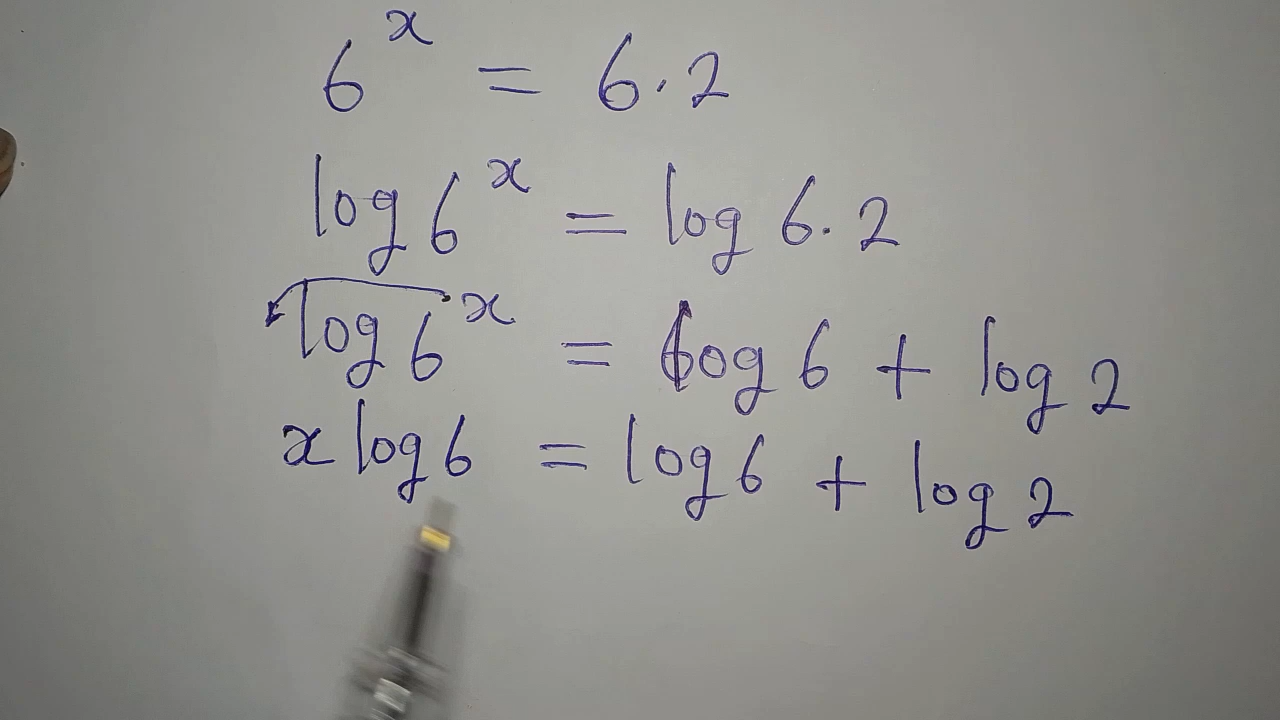 6^x = 6.2
log 6^x = log 6.2
log 6^x = log 6 + log 2
x log 6 = log 6 + log 2